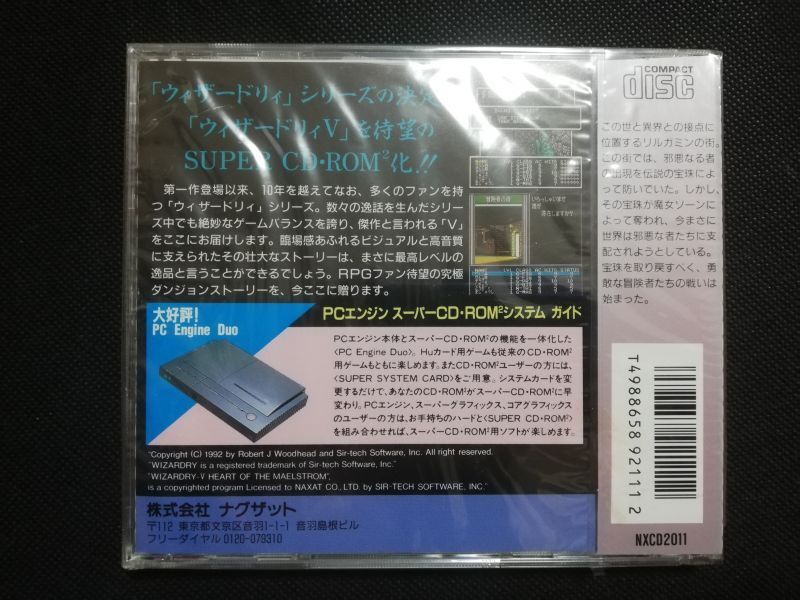 「ウィザードリィ」シリーズの決定
「ウィザードリィV」を待望の
SUPER CD・ROM²化!!
第一作登場以来、10年を越えてなお、多くのファンを持
つ「ウィザードリィ」シリーズ。数々の逸話を生んだシリー
ズ中でも絶妙なゲームバランスを誇り、傑作と言われる「V」
をここにお届けします。臨場感あふれるビジュアルと高音質
に支えられたその壮大なストーリーは、まさに最高レベルの
逸品と言うことができるでしょう。RPGファン待望の究極
ダンジョンストーリーを、今ここに贈ります。
冒険者の宿
いらっしゃいませ
COMPACT
disc
この世と異界との接点に
位置するリルガミンの街。
この街では、邪悪なる者
の出現を伝説の宝珠によ
って防いでいた。しかし、
その宝珠が魔女ソーンに
よって奪われ、今まさに
世界は邪悪な者たちに支
配されようとしている。
宝珠を取り戻すべく、勇
敢な冒険者たちの戦いは
始まった。
大好評!
PC Engine Duo
PCエンジン スーパーCD・ROM²システム ガイド
PCエンジン本体とスーパーCD・ROM²の機能を一体化した
〈PC Engine Duo〉。Huカード用ゲームも従来のCD・ROM²
用ゲームもともに楽しめます。またCD・ROM²ユーザーの方には、
〈SUPER SYSTEM CARD〉をご用意。システムカードを変
更するだけで、あなたのCD・ROM²がスーパーCD・ROM²に早
変わり。PCエンジン、スーパーグラフィックス、コアグラフィックス
のユーザーの方は、お手持ちのハードと〈SUPER CD・ROM²〉
を組み合わせれば、スーパーCD・ROM²用ソフトが楽しめます。
"Copyright (C) 1992 by Robert J Woodhead and Sir-tech Software, Inc. All right reserved.
"WIZARDRY is registered trademark of Sir-tech Software, Inc."
"WIZARDRY-V HEART OF THE MAELSTROM",
is a copyrighted program Licensed to NAXAT CO., LTD. by SIR-TECH SOFTWARE, INC."
株式会社 ナグザット
〒112 東京都文京区音羽1-1-1 音羽島根ビル
フリーダイヤル 0120-079310
T4988658921112
NXCD2011